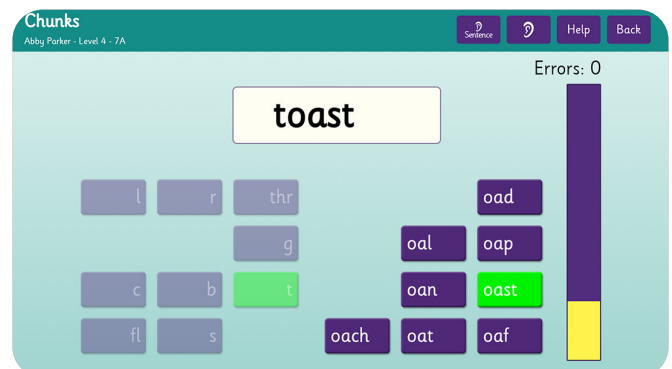 Chunks
Abby Parker - Level 4 - 7A
Sentence
Help
Back
Errors: 0
toast
l r thr oad
g oal oap
c b t oan oast
fl s oach oat oaf